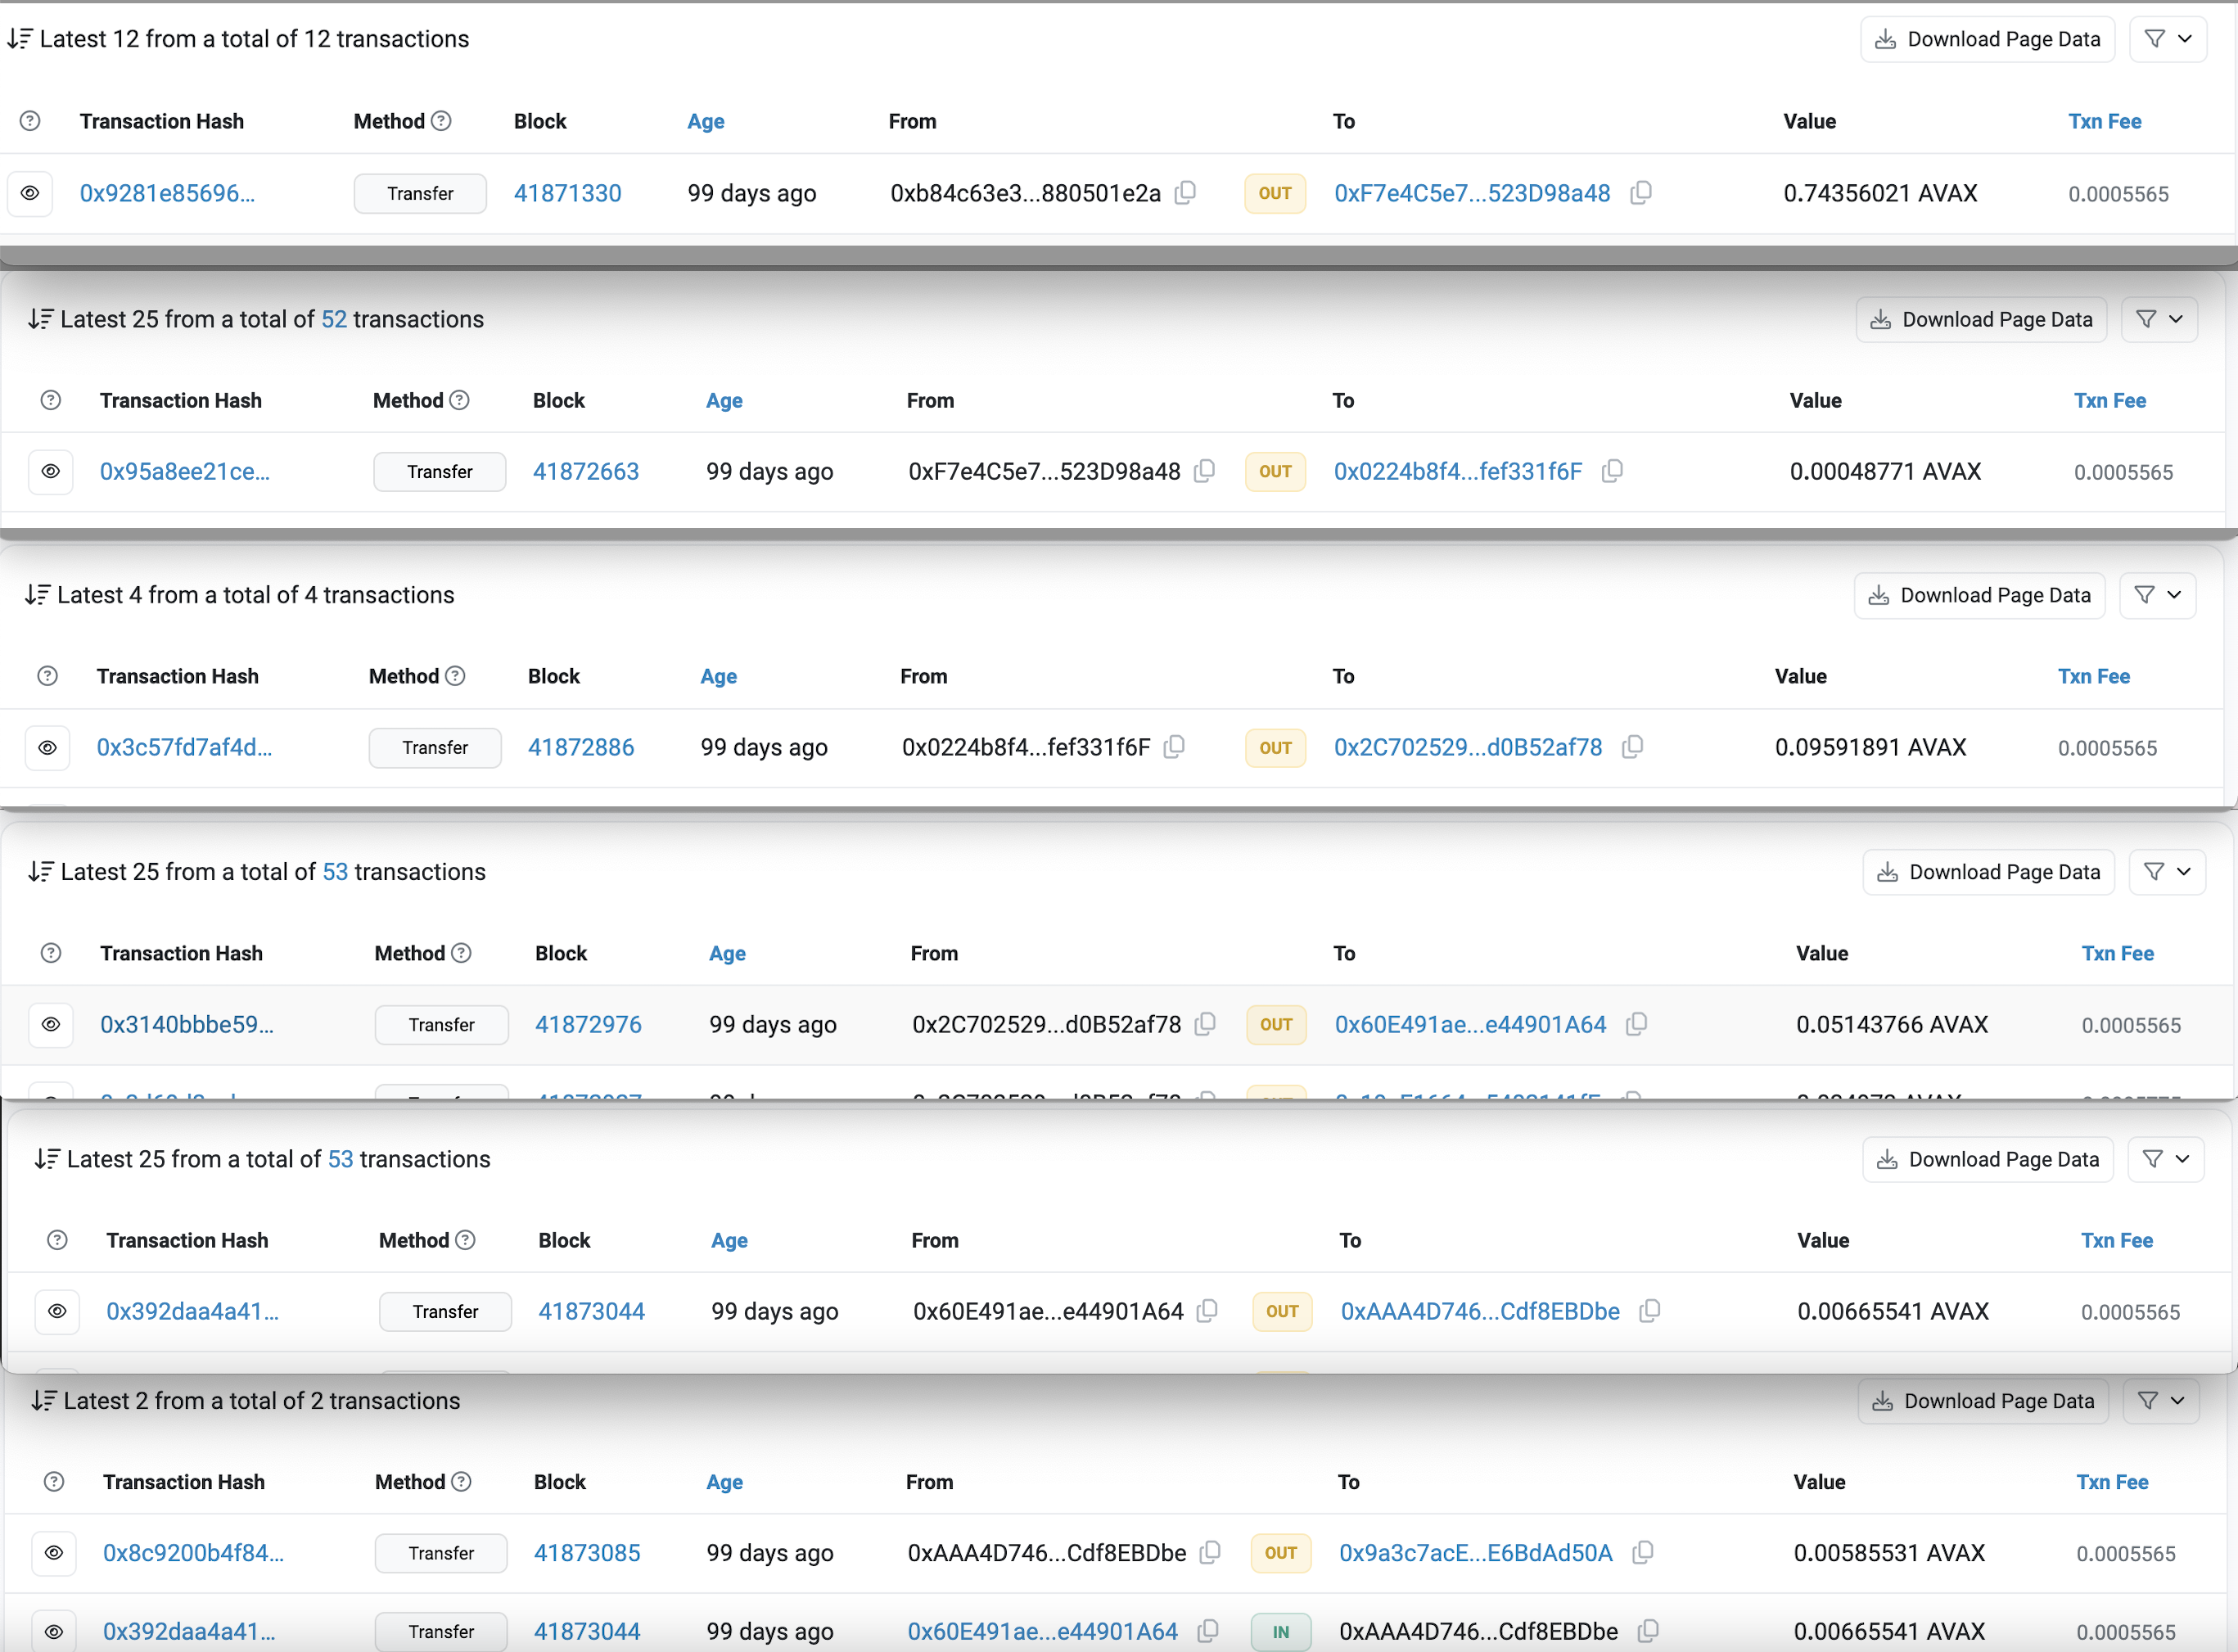 Latest 12 from a total of 12 transactions Download Page Data
Transaction Hash Method Block Age From To Value Txn Fee
0x9281e85696... Transfer 41871330 99 days ago 0xb84c63e3...880501e2a OUT 0xF7e4C5e7...523D98a48 0.74356021 AVAX 0.0005565
Latest 25 from a total of 52 transactions Download Page Data
Transaction Hash Method Block Age From To Value Txn Fee
0x95a8ee21ce... Transfer 41872663 99 days ago 0xF7e4C5e7...523D98a48 OUT 0x0224b8f4...fef331f6F 0.00048771 AVAX 0.0005565
Latest 4 from a total of 4 transactions Download Page Data
Transaction Hash Method Block Age From To Value Txn Fee
0x3c57fd7af4d... Transfer 41872886 99 days ago 0x0224b8f4...fef331f6F OUT 0x2C702529...d0B52af78 0.09591891 AVAX 0.0005565
Latest 25 from a total of 53 transactions Download Page Data
Transaction Hash Method Block Age From To Value Txn Fee
0x3140bbbe59... Transfer 41872976 99 days ago 0x2C702529...d0B52af78 OUT 0x60E491ae...e44901A64 0.05143766 AVAX 0.0005565
Latest 25 from a total of 53 transactions Download Page Data
Transaction Hash Method Block Age From To Value Txn Fee
0x392daa4a41... Transfer 41873044 99 days ago 0x60E491ae...e44901A64 OUT 0xAAA4D746...Cdf8EBDbe 0.00665541 AVAX 0.0005565
Latest 2 from a total of 2 transactions Download Page Data
Transaction Hash Method Block Age From To Value Txn Fee
0x8c9200b4f84... Transfer 41873085 99 days ago 0xAAA4D746...Cdf8EBDbe OUT 0x9a3c7acE...E6BdAd50A 0.00585531 AVAX 0.0005565
0x392daa4a41... Transfer 41873044 99 days ago 0x60E491ae...e44901A64 IN 0xAAA4D746...Cdf8EBDbe 0.00665541 AVAX 0.0005565